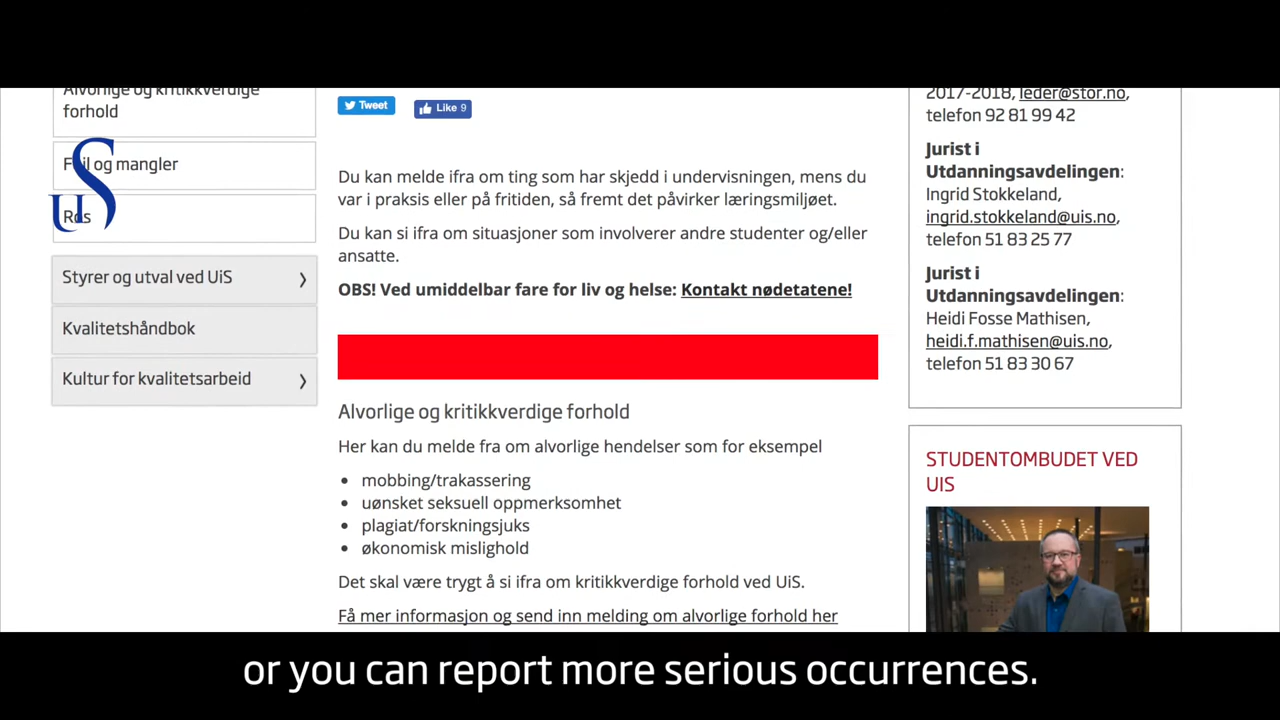 Alvorlige og kritikkverdige
forhold
Feil og mangler
Ros
UiS
Styrer og utval ved UiS
Kvalitetshåndbok
Kultur for kvalitetsarbeid
Tweet
Like 9
Du kan melde ifra om ting som har skjedd i undervisningen, mens du
var i praksis eller på fritiden, så fremt det påvirker læringsmiljøet.
Du kan si ifra om situasjoner som involverer andre studenter og/eller
ansatte.
OBS! Ved umiddelbar fare for liv og helse: Kontakt nødetatene!
Alvorlige og kritikkverdige forhold
Her kan du melde fra om alvorlige hendelser som for eksempel
• mobbing/trakassering
• uønsket seksuell oppmerksomhet
• plagiat/forskningsjuks
• økonomisk mislighold
Det skal være trygt å si ifra om kritikkverdige forhold ved UiS.
Få mer informasjon og send inn melding om alvorlige forhold her
2017-2018, leder@stor.no,
telefon 92 81 99 42
Jurist i
Utdanningsavdelingen:
Ingrid Stokkeland,
ingrid.stokkeland@uis.no,
telefon 51 83 25 77
Jurist i
Utdanningsavdelingen:
Heidi Fosse Mathisen,
heidi.f.mathisen@uis.no,
telefon 51 83 30 67
STUDENTOMBUDET VED
UIS
or you can report more serious occurrences.